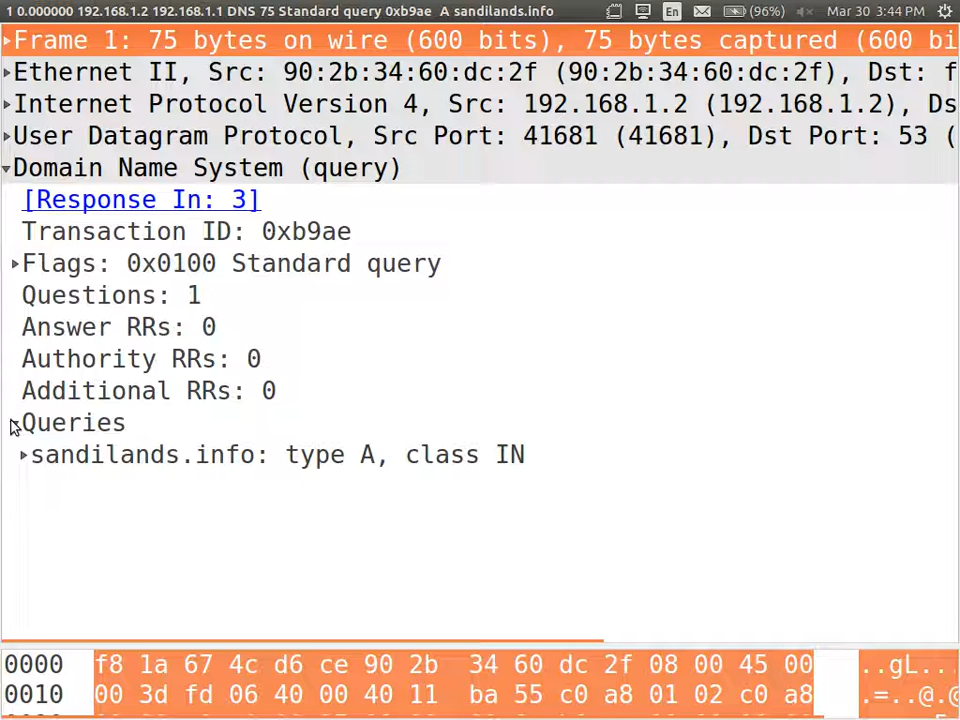 1 0.000000 192.168.1.2 192.168.1.1 DNS 75 Standard query 0xb9ae A sandilands.info En (96%) Mar 30 3:44 PM
Frame 1: 75 bytes on wire (600 bits), 75 bytes captured (600 bi
Ethernet II, Src: 90:2b:34:60:dc:2f (90:2b:34:60:dc:2f), Dst: f
Internet Protocol Version 4, Src: 192.168.1.2 (192.168.1.2), Ds
User Datagram Protocol, Src Port: 41681 (41681), Dst Port: 53 (
Domain Name System (query)
[Response In: 3]
Transaction ID: 0xb9ae
Flags: 0x0100 Standard query
Questions: 1
Answer RRs: 0
Authority RRs: 0
Additional RRs: 0
Queries
sandilands.info: type A, class IN
0000 f8 1a 67 4c d6 ce 90 2b 34 60 dc 2f 08 00 45 00 ..gL...
0010 00 3d fd 06 40 00 40 11 ba 55 c0 a8 01 02 c0 a8 .=..@.@